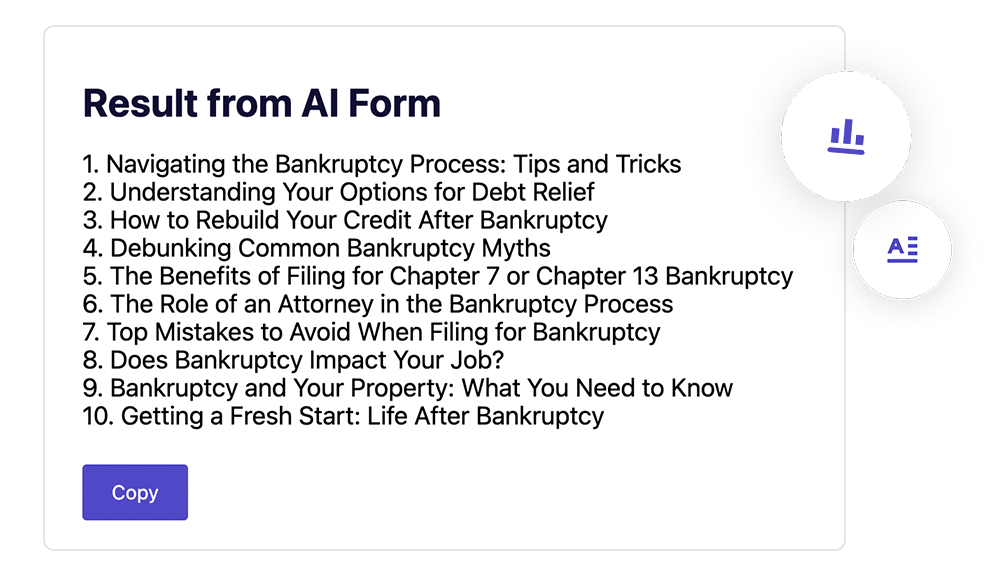 Result from AI Form
1. Navigating the Bankruptcy Process: Tips and Tricks
2. Understanding Your Options for Debt Relief
3. How to Rebuild Your Credit After Bankruptcy
4. Debunking Common Bankruptcy Myths
5. The Benefits of Filing for Chapter 7 or Chapter 13 Bankruptcy
6. The Role of an Attorney in the Bankruptcy Process
7. Top Mistakes to Avoid When Filing for Bankruptcy
8. Does Bankruptcy Impact Your Job?
9. Bankruptcy and Your Property: What You Need to Know
10. Getting a Fresh Start: Life After Bankruptcy
Copy
A